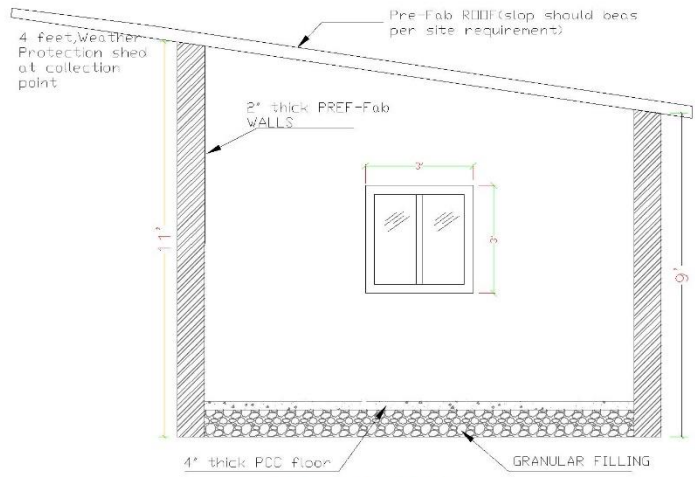 Pre-Fab ROOF(slop should beas
per site requirement)
4 feet,Weather
Protection shed
at collection
point
2" thick PREF-Fab
WALLS
3'
3'
11'
9'
4" thick PCC floor
GRANULAR FILLING